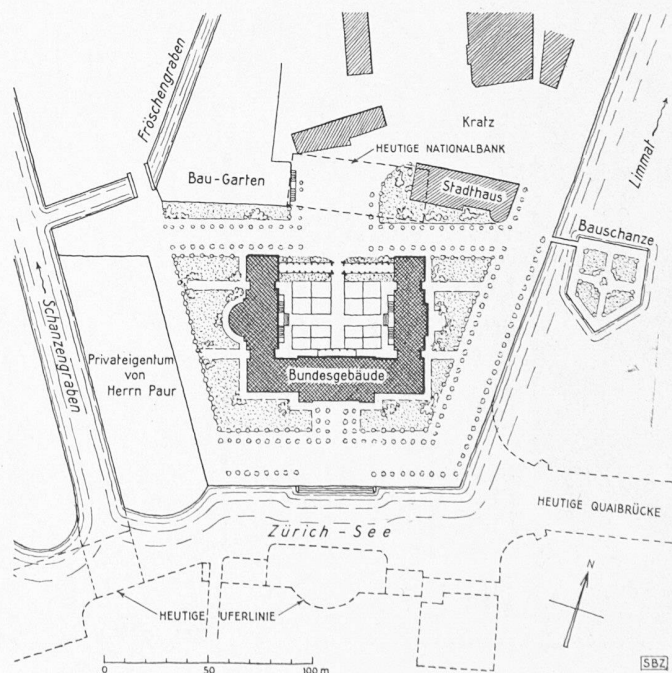 Fröschengraben
Kratz
HEUTIGE NATIONALBANK
Limmat
Bau-Garten
Stadthaus
Bauschanze
Schanzengraben
Privateigentum
von
Herrn Paur
Bundesgebäude
HEUTIGE QUAIBRÜCKE
Zürich-See
N
HEUTIGE UFERLINIE
0 50 100 m
SBZ